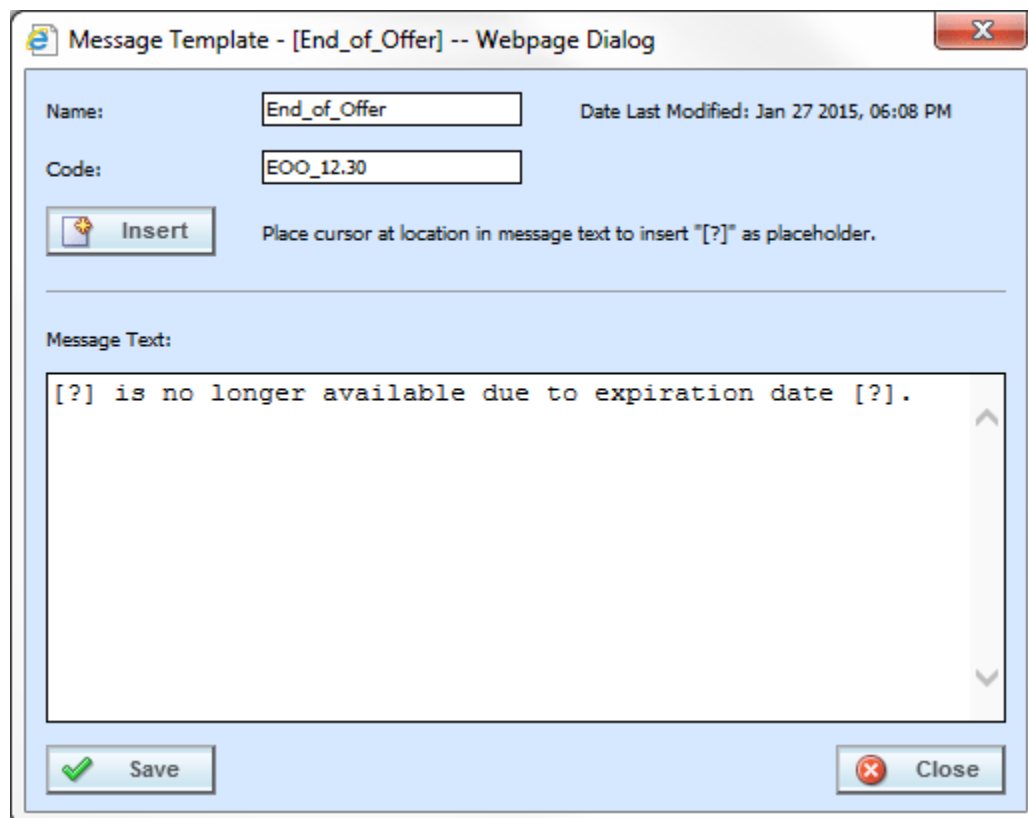 Message Template - [End_of_Offer] -- Webpage Dialog
x
Name: End_of_Offer Date Last Modified: Jan 27 2015, 06:08 PM
Code: EOO_12.30
Insert Place cursor at location in message text to insert "[?]" as placeholder.
Message Text:
[?] is no longer available due to expiration date [?].
Save Close